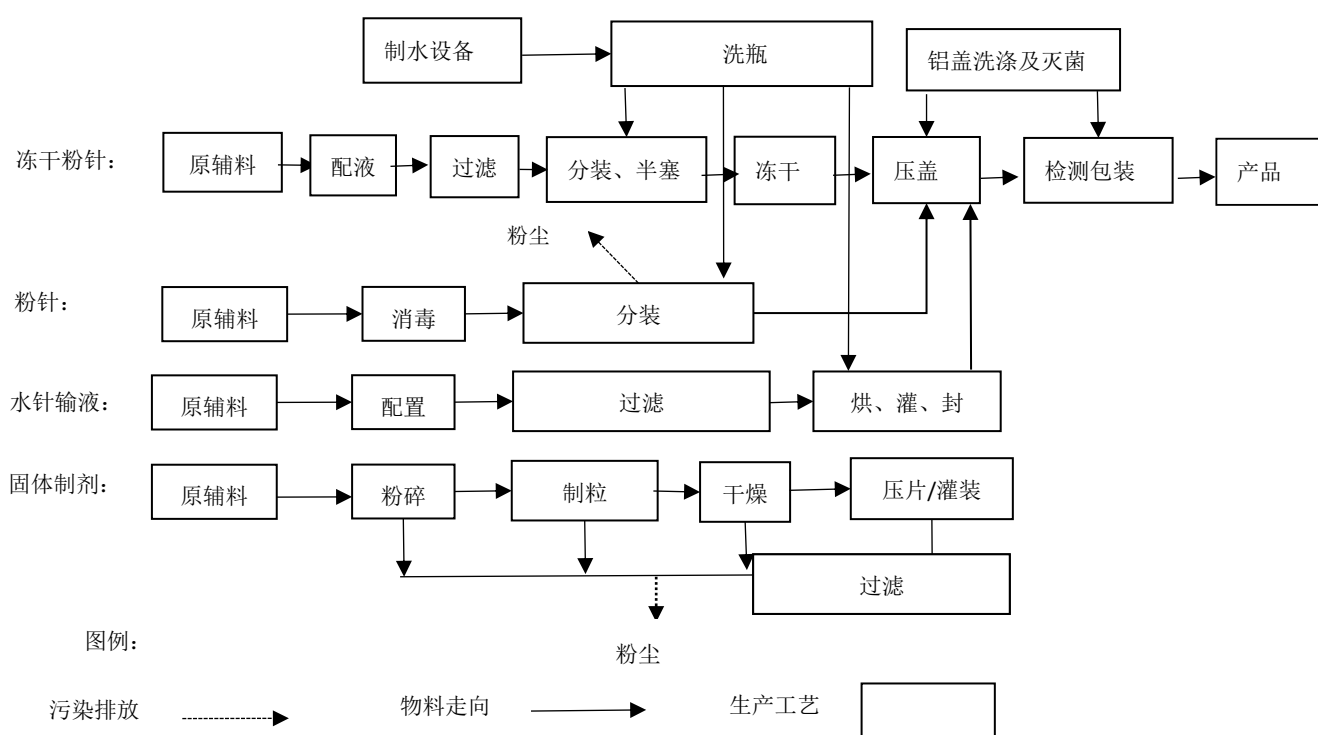 制水设备
洗瓶
铝盖洗涤及灭菌
冻干粉针：
原辅料
配液
过滤
分装、半塞
冻干
压盖
检测包装
产品
粉尘
粉针：
原辅料
消毒
分装
水针输液：
原辅料
配置
过滤
烘、灌、封
固体制剂：
原辅料
粉碎
制粒
干燥
压片/灌装
过滤
图例：
粉尘
污染排放
物料走向
生产工艺